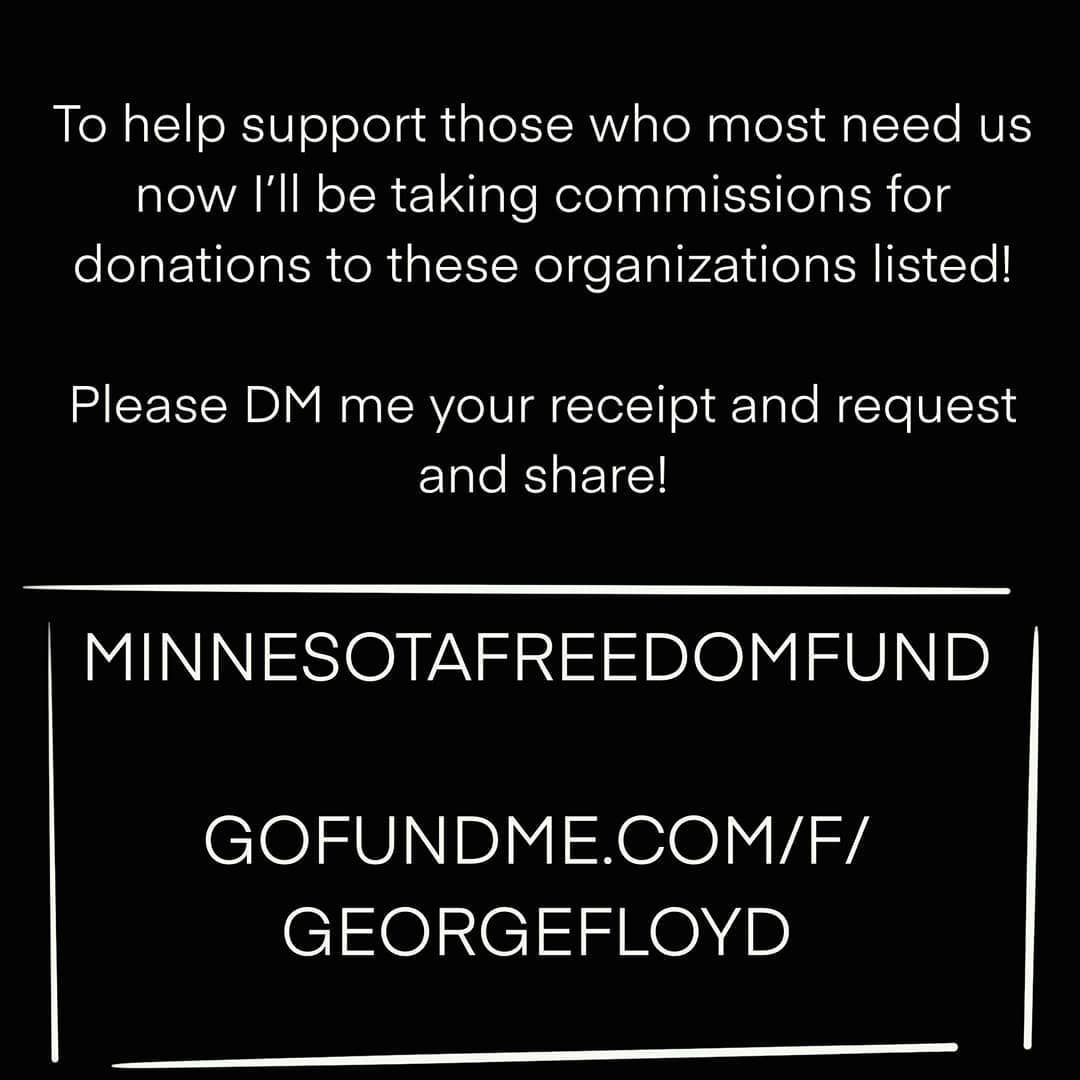 To help support those who most need us
now I’ll be taking commissions for
donations to these organizations listed!
Please DM me your receipt and request
and share!
MINNESOTAFREEDOMFUND
GOFUNDME.COM/F/
GEORGEFLOYD